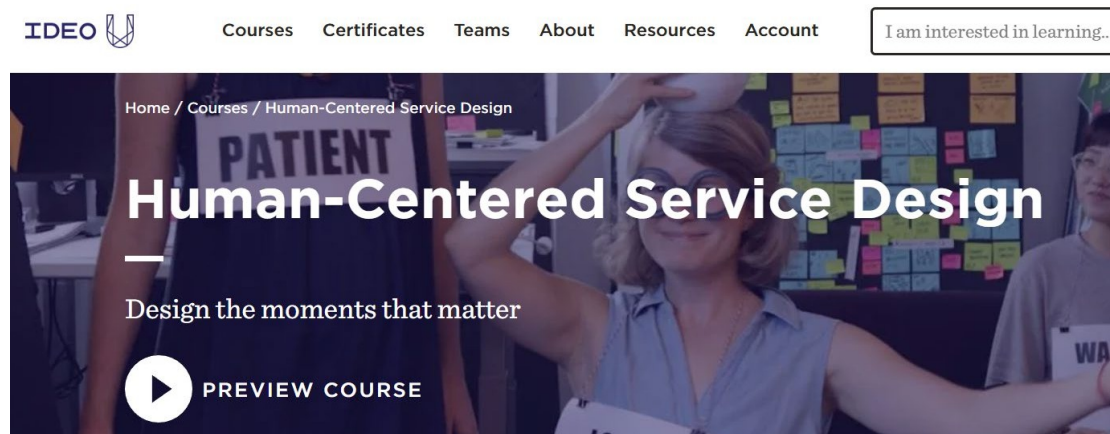 IDEO U
Courses Certificates Teams About Resources Account I am interested in learning..
Home / Courses / Human-Centered Service Design
PATIENT
Human-Centered Service Design
Design the moments that matter
PREVIEW COURSE